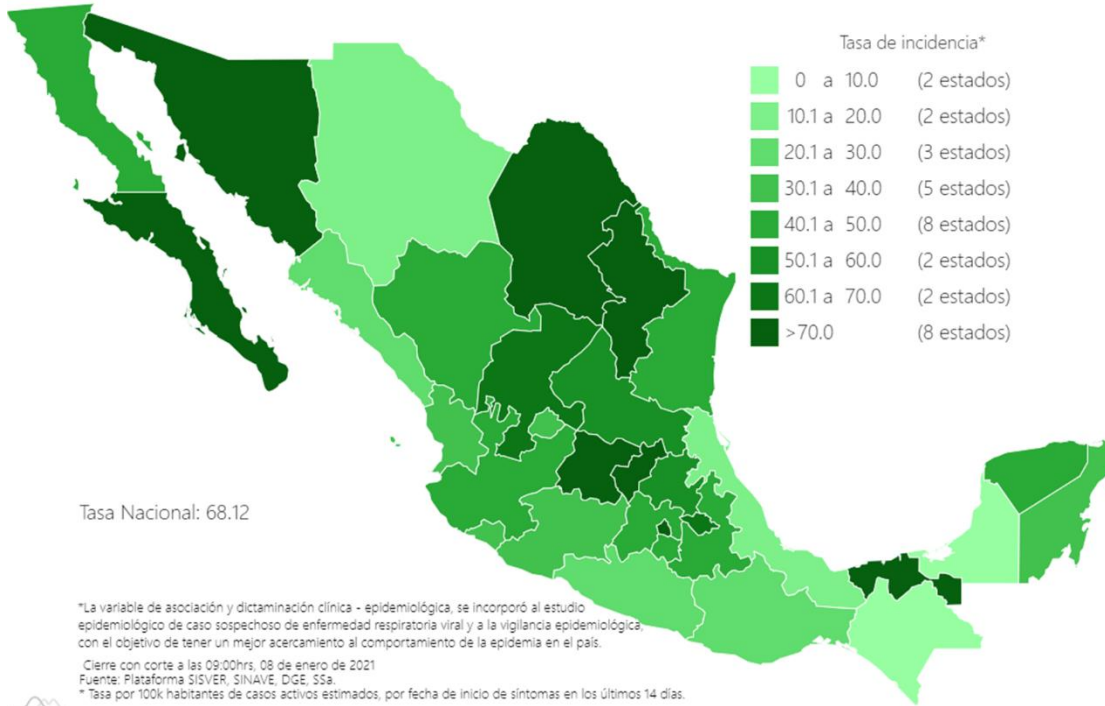 Tasa de incidencia*
0 a 10.0 (2 estados)
10.1 a 20.0 (2 estados)
20.1 a 30.0 (3 estados)
30.1 a 40.0 (5 estados)
40.1 a 50.0 (8 estados)
50.1 a 60.0 (2 estados)
60.1 a 70.0 (2 estados)
>70.0 (8 estados)
Tasa Nacional: 68.12
*La variable de asociación y dictaminación clínica - epidemiológica, se incorporó al estudio
epidemiológico de caso sospechoso de enfermedad respiratoria viral y a la vigilancia epidemiológica,
con el objetivo de tener un mejor acercamiento al comportamiento de la epidemia en el país.
Cierre con corte a las 09:00hrs, 08 de enero de 2021
Fuente: Plataforma SISVER, SINAVE, DGE, SSa.
* Tasa por 100k habitantes de casos activos estimados, por fecha de inicio de síntomas en los últimos 14 días.